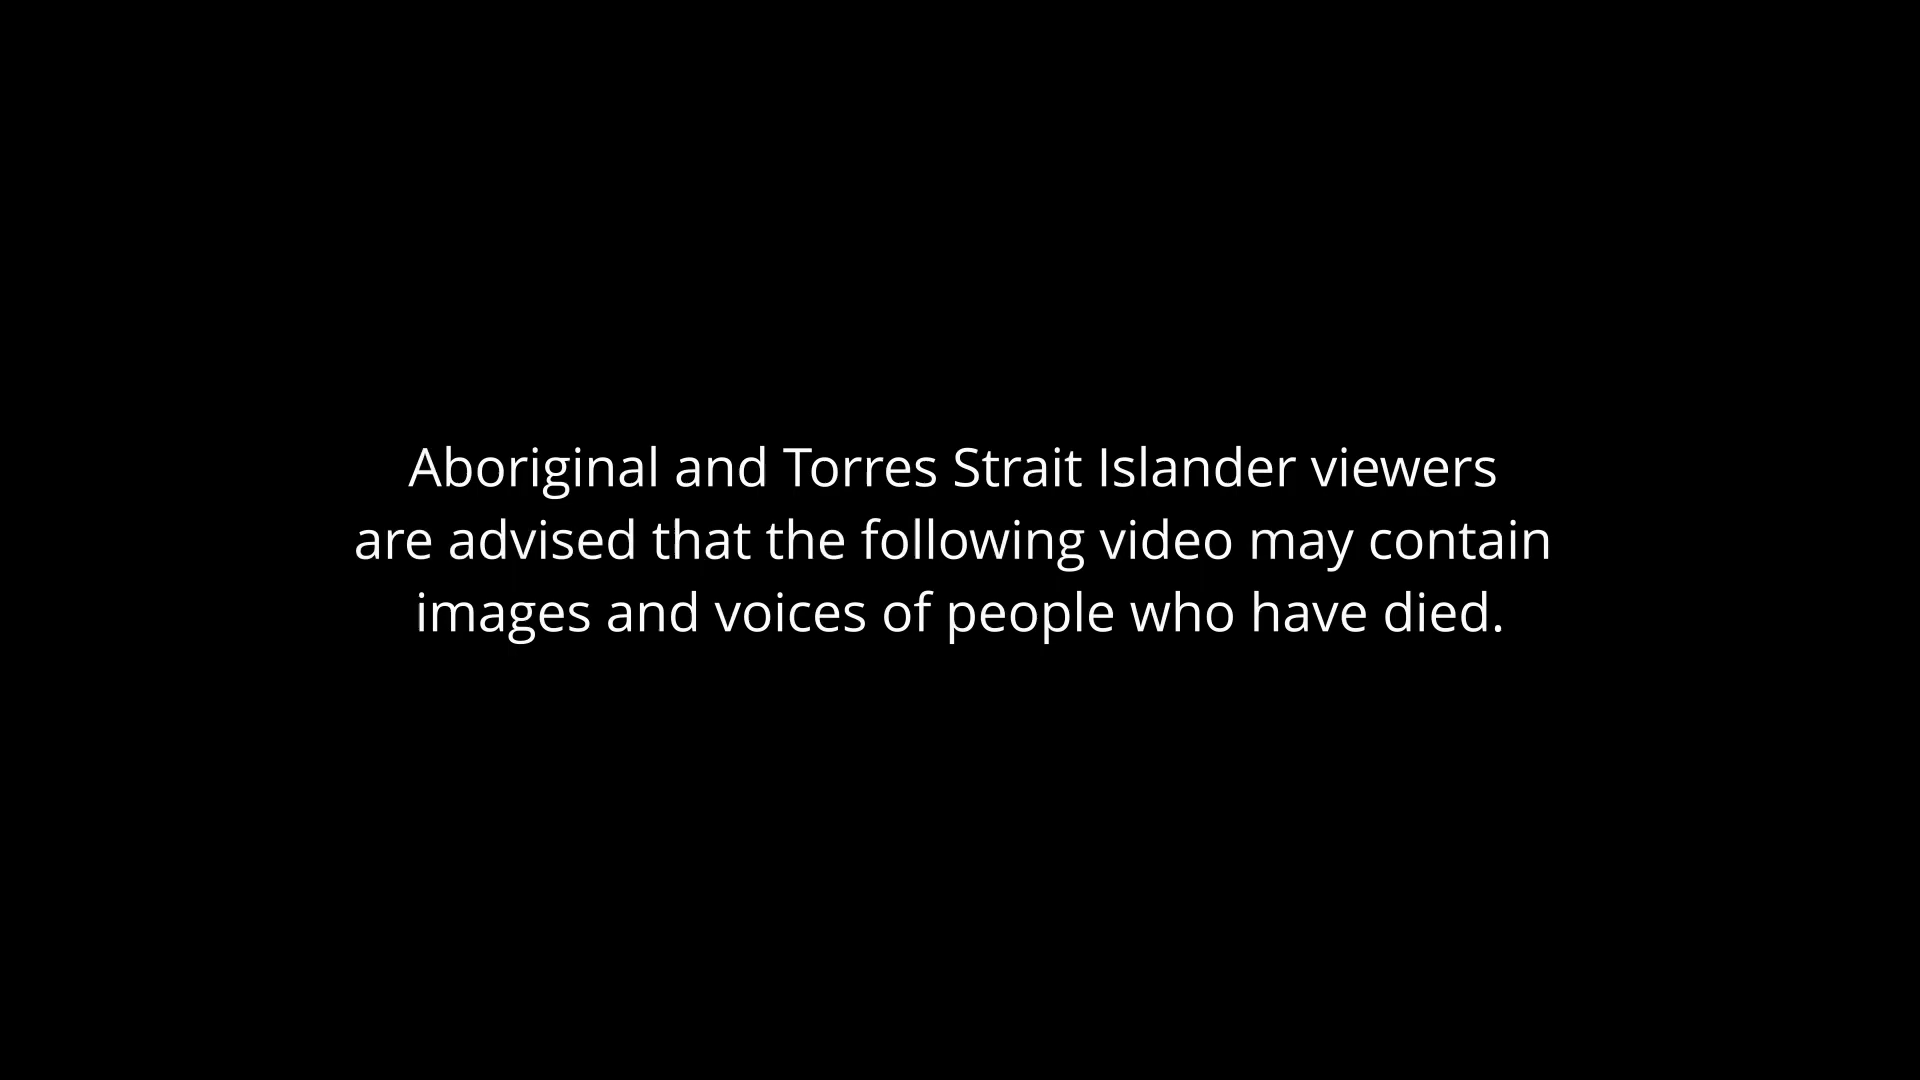 Aboriginal and Torres Strait Islander viewers
are advised that the following video may contain
images and voices of people who have died.